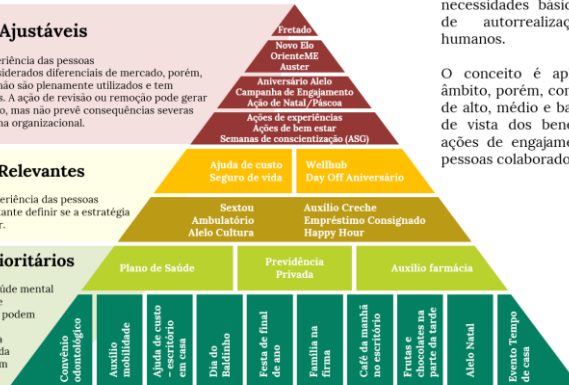 Ajustáveis
eriência das pessoas
siderados diferenciais de mercado, porém,
não são plenamente utilizados e tem
s. A ação de revisão ou remoção pode gerar
o, mas não prevê consequências severas
na organizacional.
Relevantes
eriência das pessoas
tante definir se a estratégia
r.
ioritários
úde mental
e
podem
a
da
m
Fretado
Novo Elo
OrienteME
Auster
Aniversário Alelo
Campanha de Engajamento
Ação de Natal/Páscoa
Ações de experiências
Ações de bem estar
Semanas de conscientização (ASG)
Ajuda de custo
Seguro de vida
Wellhub
Day Off Aniversário
Sextou
Ambulatório
Alelo Cultura
Auxílio Creche
Empréstimo Consignado
Happy Hour
Plano de Saúde
Previdência
Privada
Auxílio farmácia
Convênio
odontológico
Auxílio
mobilidade
Ajuda de custo
– escritório
em casa
Dia do
Baldinho
Festa de final
de ano
Família na
firma
Café da manhã
no escritório
Frutas e
chocolates na
parte da tarde
Alelo Natal
Evento Tempo
de casa
necessidades básic
de autorrealizaç
humanos.
O conceito é apl
âmbito, porém, con
de alto, médio e ba
de vista dos bene
ações de engajame
pessoas colaborado